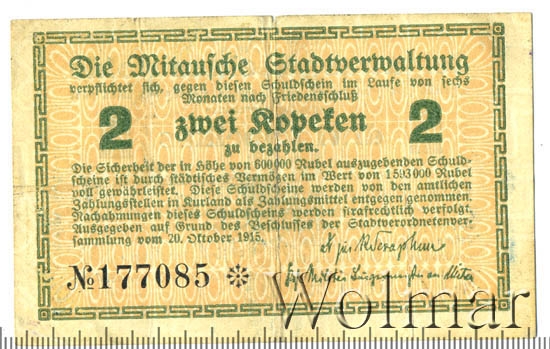 Die Mitausche Stadtverwaltung
verpflichtet sich, gegen diesen Schuldschein im Laufe von sechs
Monaten nach Friedensschluß
2 zwei Kopeken 2
zu bezahlen.
Die Sicherheit der in Höhe von 600000 Rubel auszugebenden Schuld-
scheine ist durch städtisches Vermögen im Wert von 1593000 Rubel
voll gewährleistet. Diese Schuldscheine werden von den amtlichen
Zahlungsstellen in Kurland als Zahlungsmittel entgegen genommen.
Nachahmungen dieses Schuldscheins werden strafrechtlich verfolgt.
Ausgegeben auf Grund des Beschlusses der Stadtverordnetenver-
sammlung vom 20. Oktober 1915.
№177085
Wolmar